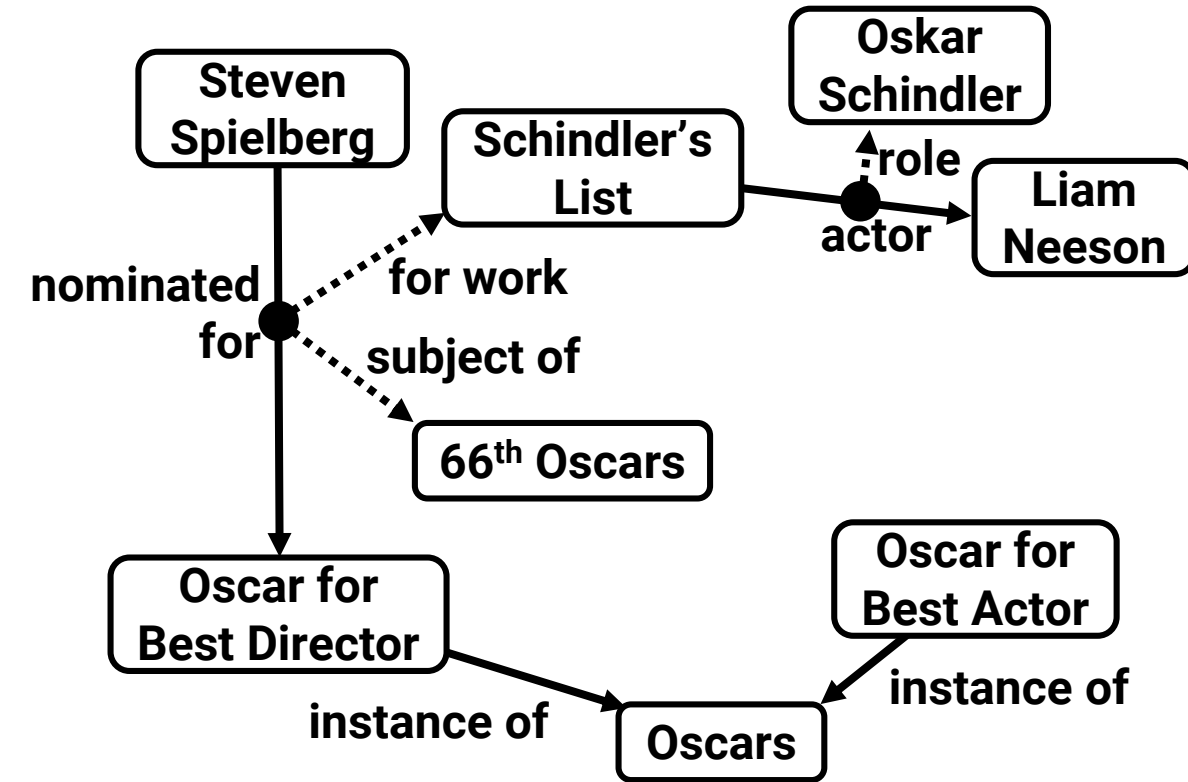 Oskar
Schindler
Steven
Spielberg
Schindler’s
List
role
Liam
Neeson
actor
nominated
for
for work
subject of
66th Oscars
Oscar for
Best Director
Oscar for
Best Actor
instance of
instance of
Oscars